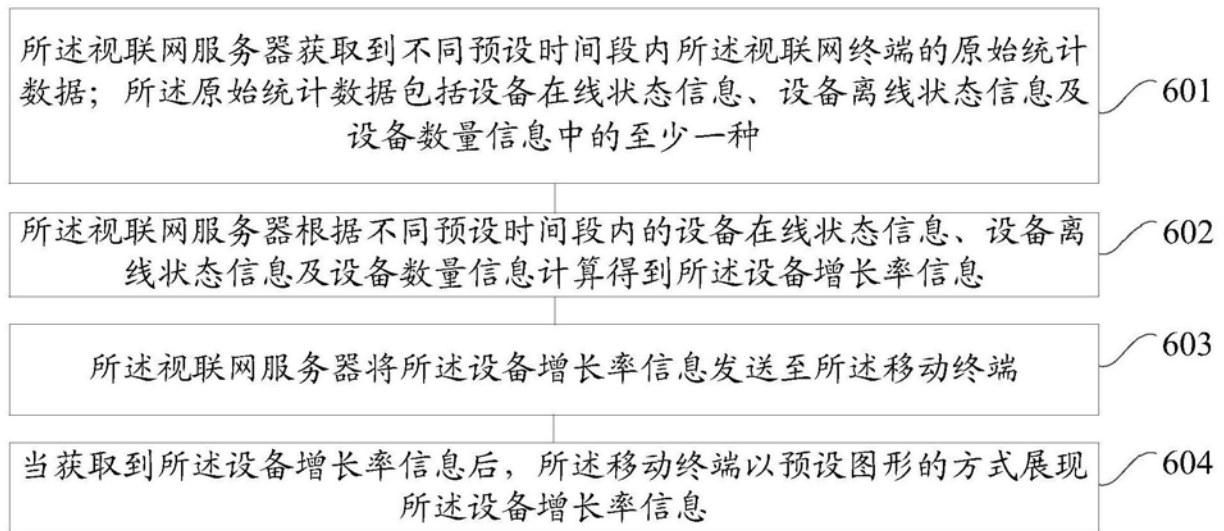 所述视联网服务器获取到不同预设时间段内所述视联网终端的原始统计
数据；所述原始统计数据包括设备在线状态信息、设备离线状态信息及
设备数量信息中的至少一种
601
所述视联网服务器根据不同预设时间段内的设备在线状态信息、设备离
线状态信息及设备数量信息计算得到所述设备增长率信息
602
所述视联网服务器将所述设备增长率信息发送至所述移动终端
603
当获取到所述设备增长率信息后，所述移动终端以预设图形的方式展现
所述设备增长率信息
604